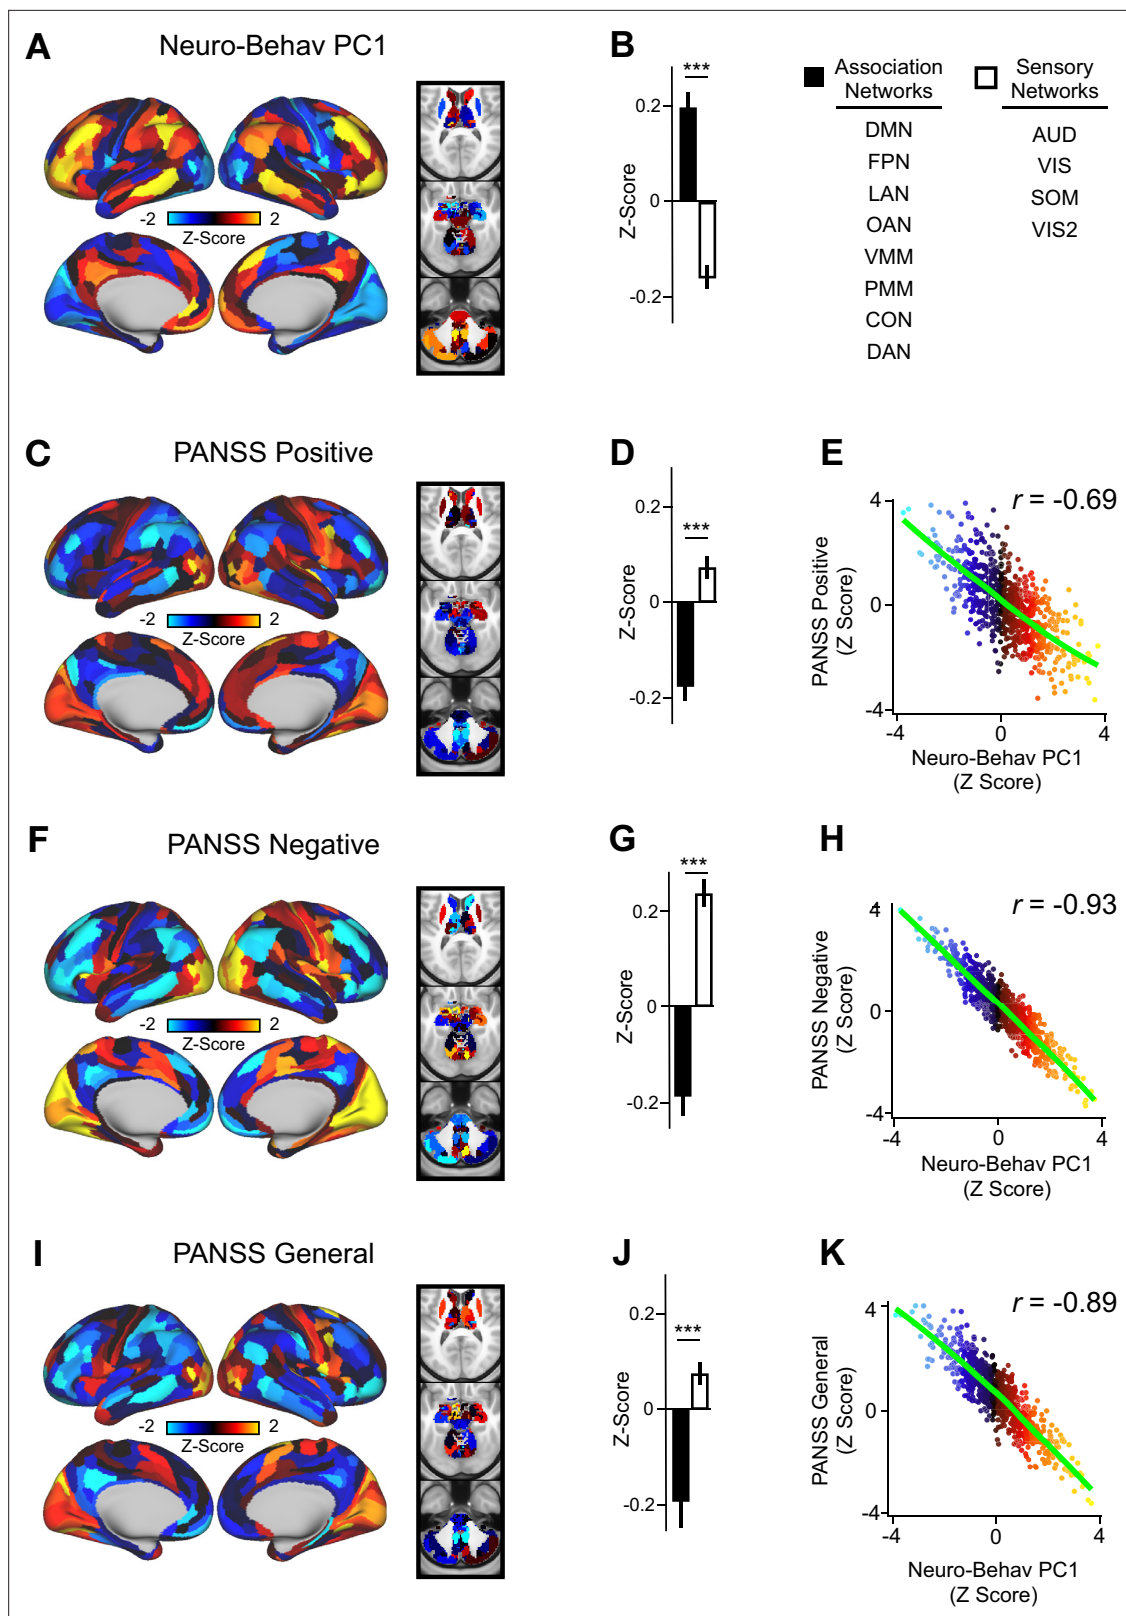 A
Neuro-Behav PC1
-2
2
Z-Score
B
***
0.2
0
-0.2
Z-Score
Association
Networks
DMN
FPN
LAN
OAN
VMM
PMM
CON
DAN
Sensory
Networks
AUD
VIS
SOM
VIS2
C
PANSS Positive
-2
2
Z-Score
D
***
0.2
0
-0.2
Z-Score
E
r = -0.69
4
0
-4
PANSS Positive
(Z Score)
-4
0
4
Neuro-Behav PC1
(Z Score)
F
PANSS Negative
-2
2
Z-Score
G
***
0.2
0
-0.2
Z-Score
H
r = -0.93
4
0
-4
PANSS Negative
(Z Score)
-4
0
4
Neuro-Behav PC1
(Z Score)
I
PANSS General
-2
2
Z-Score
J
***
0.2
0
-0.2
Z-Score
K
r = -0.89
4
0
-4
PANSS General
(Z Score)
-4
0
4
Neuro-Behav PC1
(Z Score)